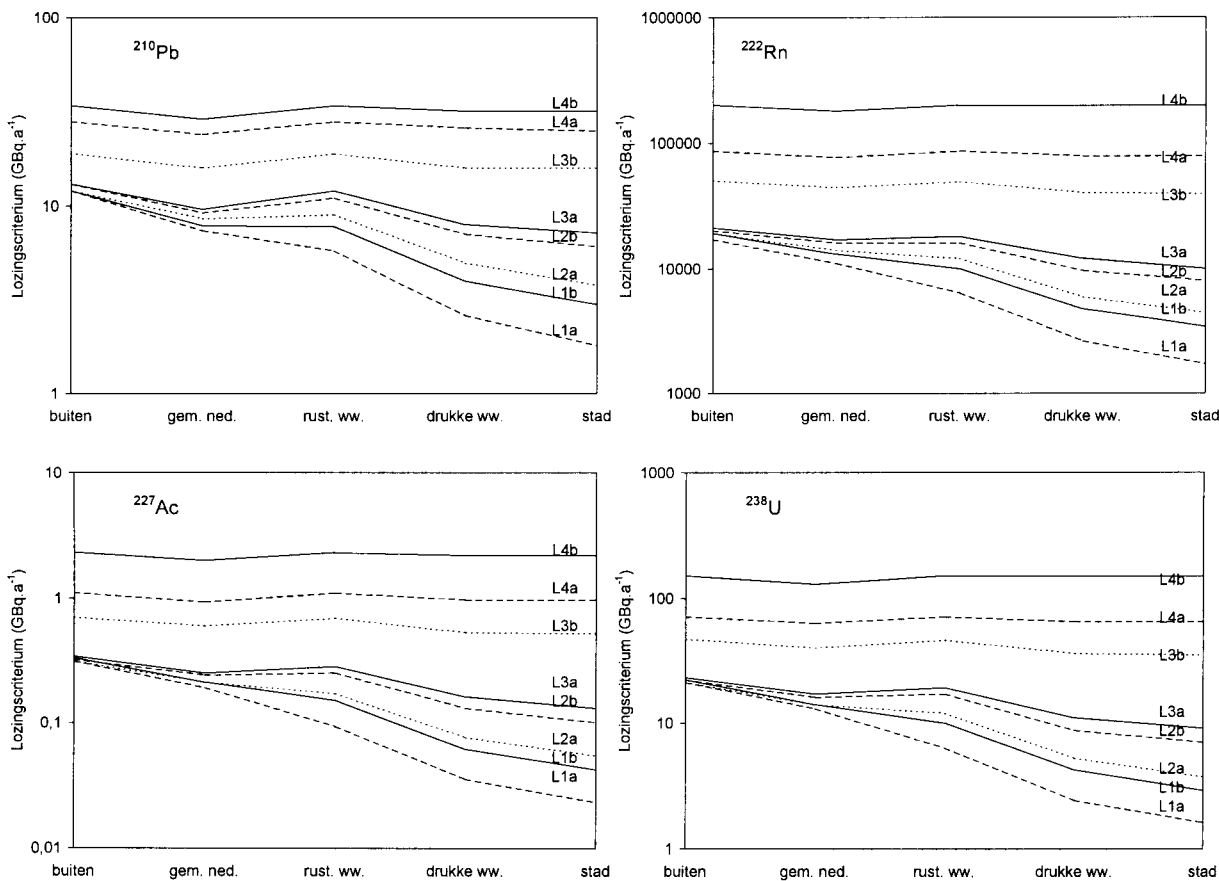 100
10
1
Lozingscriterium (GBq.a⁻¹)
²¹⁰Pb
L4b
L4a
L3b
L3a
L2b
L2a
L1b
L1a
buiten gem. ned. rust. ww. drukke ww. stad
1000000
100000
10000
1000
Lozingscriterium (GBq.a⁻¹)
²²²Rn
L4b
L4a
L3b
L3a
L2b
L2a
L1b
L1a
buiten gem. ned. rust. ww. drukke ww. stad
10
1
0,1
0,01
Lozingscriterium (GBq.a⁻¹)
²²⁷Ac
L4b
L4a
L3b
L3a
L2b
L2a
L1b
L1a
buiten gem. ned. rust. ww. drukke ww. stad
1000
100
10
1
Lozingscriterium (GBq.a⁻¹)
²³⁸U
L4b
L4a
L3b
L3a
L2b
L2a
L1b
L1a
buiten gem. ned. rust. ww. drukke ww. stad